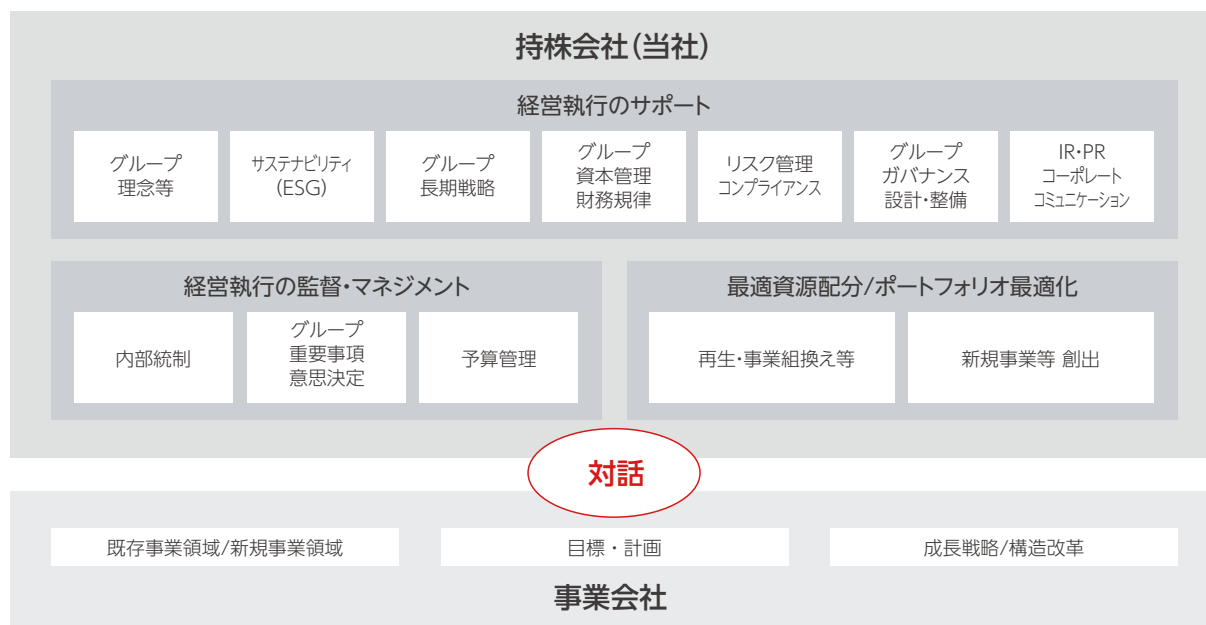 持株会社(当社)
経営執行のサポート
グループ
理念等
サステナビリティ
(ESG)
グループ
長期戦略
グループ
資本管理
財務規律
リスク管理
コンプライアンス
グループ
ガバナンス
設計・整備
IR・PR
コーポレート
コミュニケーション
経営執行の監督・マネジメント
内部統制
グループ
重要事項
意思決定
予算管理
最適資源配分/ポートフォリオ最適化
再生・事業組換え等
新規事業等 創出
対話
既存事業領域/新規事業領域
目標・計画
成長戦略/構造改革
事業会社